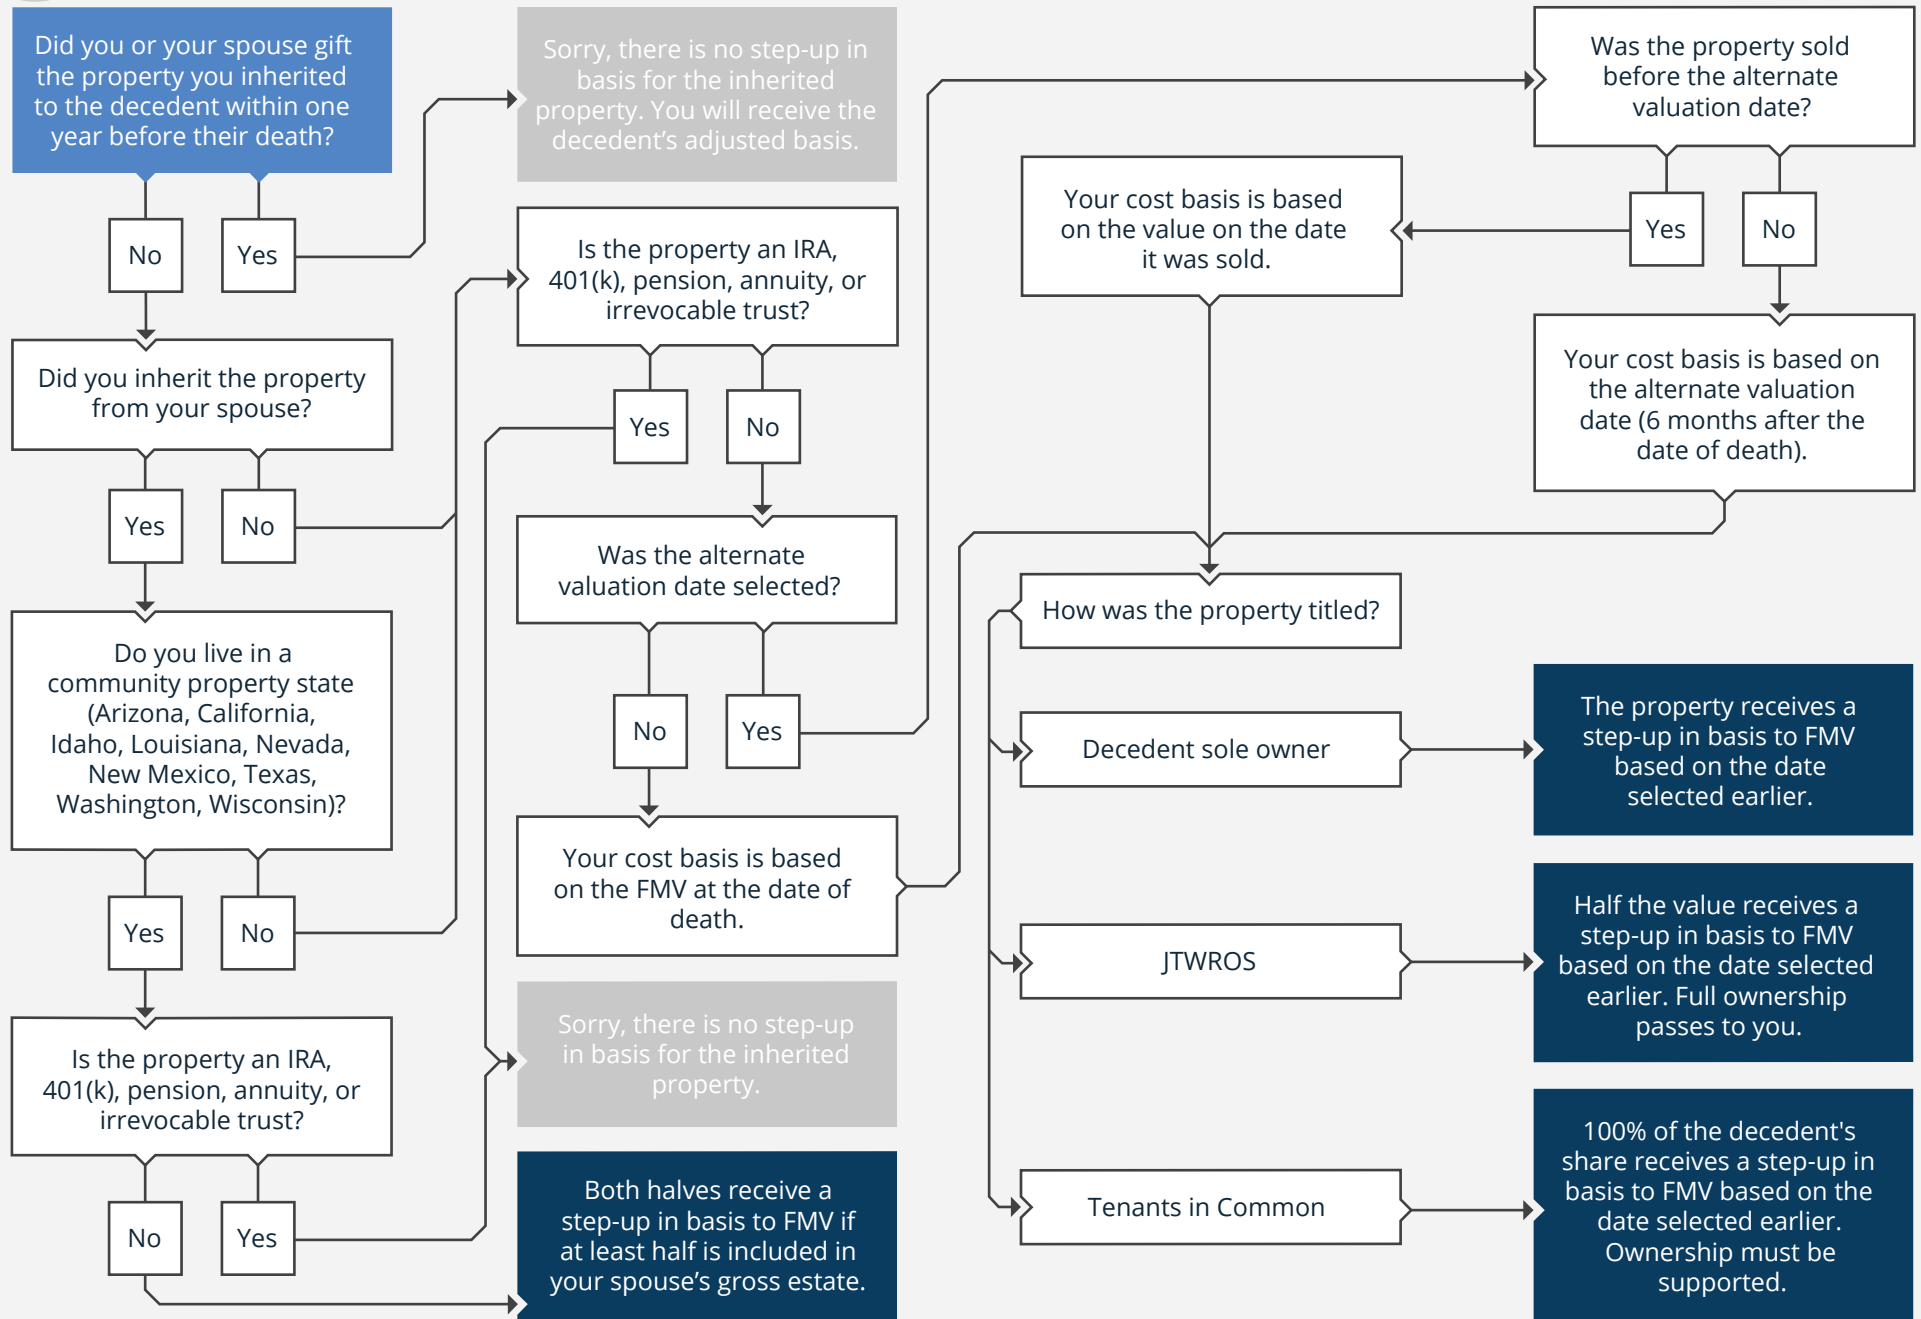 Did you or your spouse gift
the property you inherited
to the decedent within one
year before their death?
No
Yes
Sorry, there is no step-up in
basis for the inherited
property. You will receive the
decedent’s adjusted basis.
Did you inherit the property
from your spouse?
Yes
No
Do you live in a
community property state
(Arizona, California,
Idaho, Louisiana, Nevada,
New Mexico, Texas,
Washington, Wisconsin)?
Yes
No
Is the property an IRA,
401(k), pension, annuity, or
irrevocable trust?
No
Yes
Is the property an IRA,
401(k), pension, annuity, or
irrevocable trust?
Yes
No
Was the alternate
valuation date selected?
No
Yes
Your cost basis is based
on the FMV at the date of
death.
Sorry, there is no step-up
in basis for the inherited
property.
Both halves receive a
step-up in basis to FMV if
at least half is included in
your spouse’s gross estate.
Was the property sold
before the alternate
valuation date?
Yes
No
Your cost basis is based
on the value on the date
it was sold.
Your cost basis is based on
the alternate valuation
date (6 months after the
date of death).
How was the property titled?
Decedent sole owner
The property receives a
step-up in basis to FMV
based on the date
selected earlier.
JTWROS
Half the value receives a
step-up in basis to FMV
based on the date selected
earlier. Full ownership
passes to you.
Tenants in Common
100% of the decedent's
share receives a step-up in
basis to FMV based on the
date selected earlier.
Ownership must be
supported.